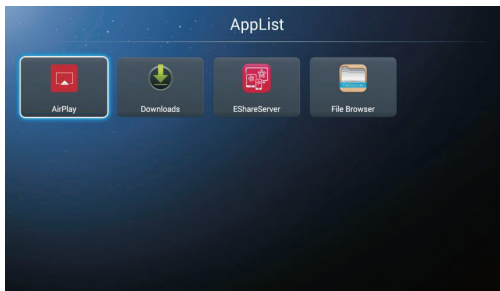 AppList
AirPlay
Downloads
EShareServer
File Browser